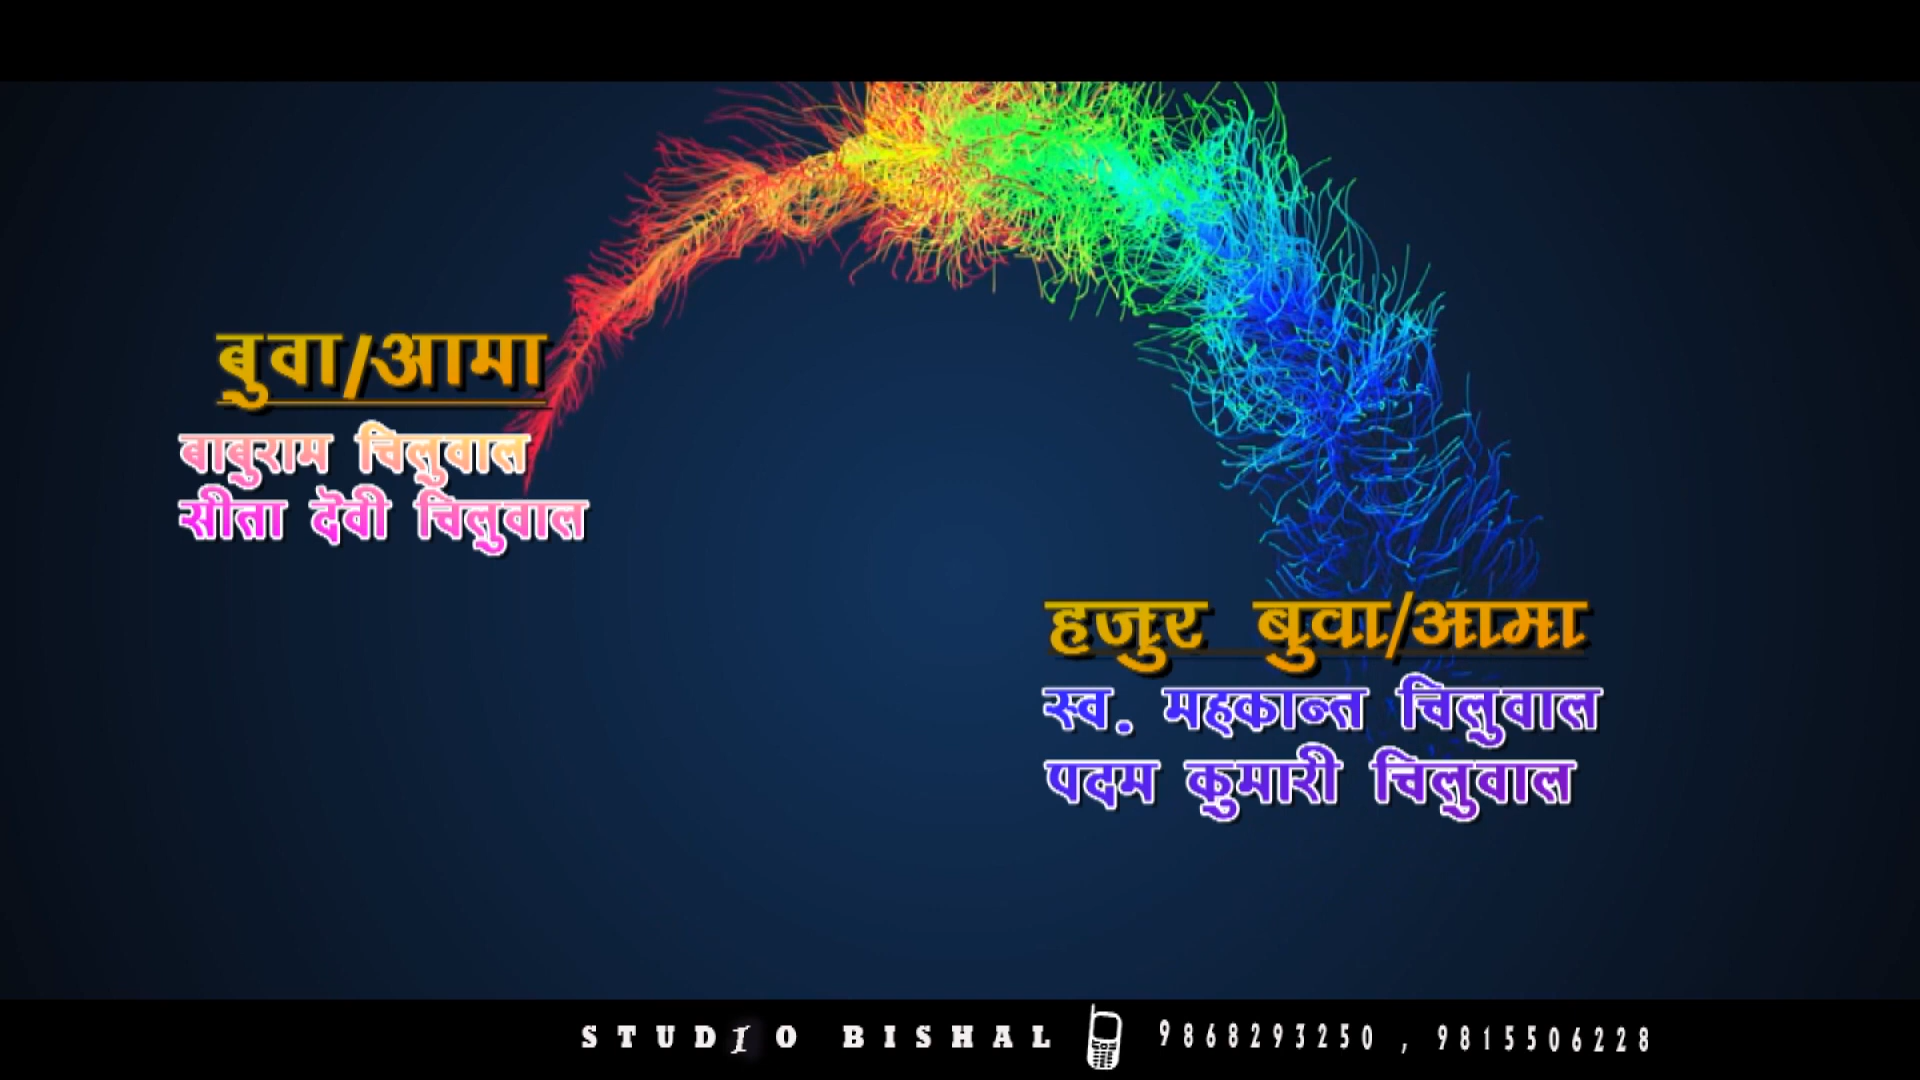 बुवा/आमा
बाबुराम चिलुवाल
सीता देवी चिलुवाल
हजुर बुवा/आमा
स्व. महकान्त चिलुवाल
पदम कुमारी चिलुवाल
STUDIO BISHAL 9868293250 , 9815506228